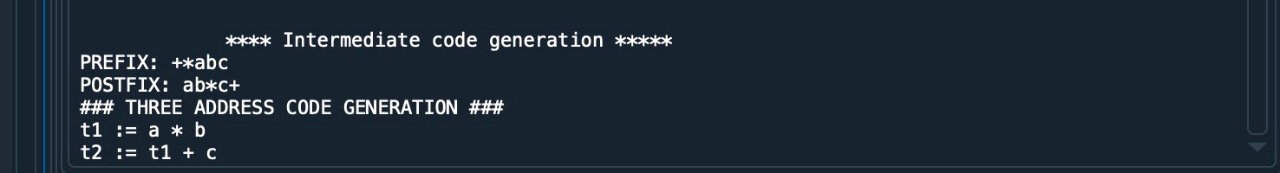 **** Intermediate code generation *****
PREFIX: +*abc
POSTFIX: ab*c+
### THREE ADDRESS CODE GENERATION ###
t1 := a * b
t2 := t1 + c